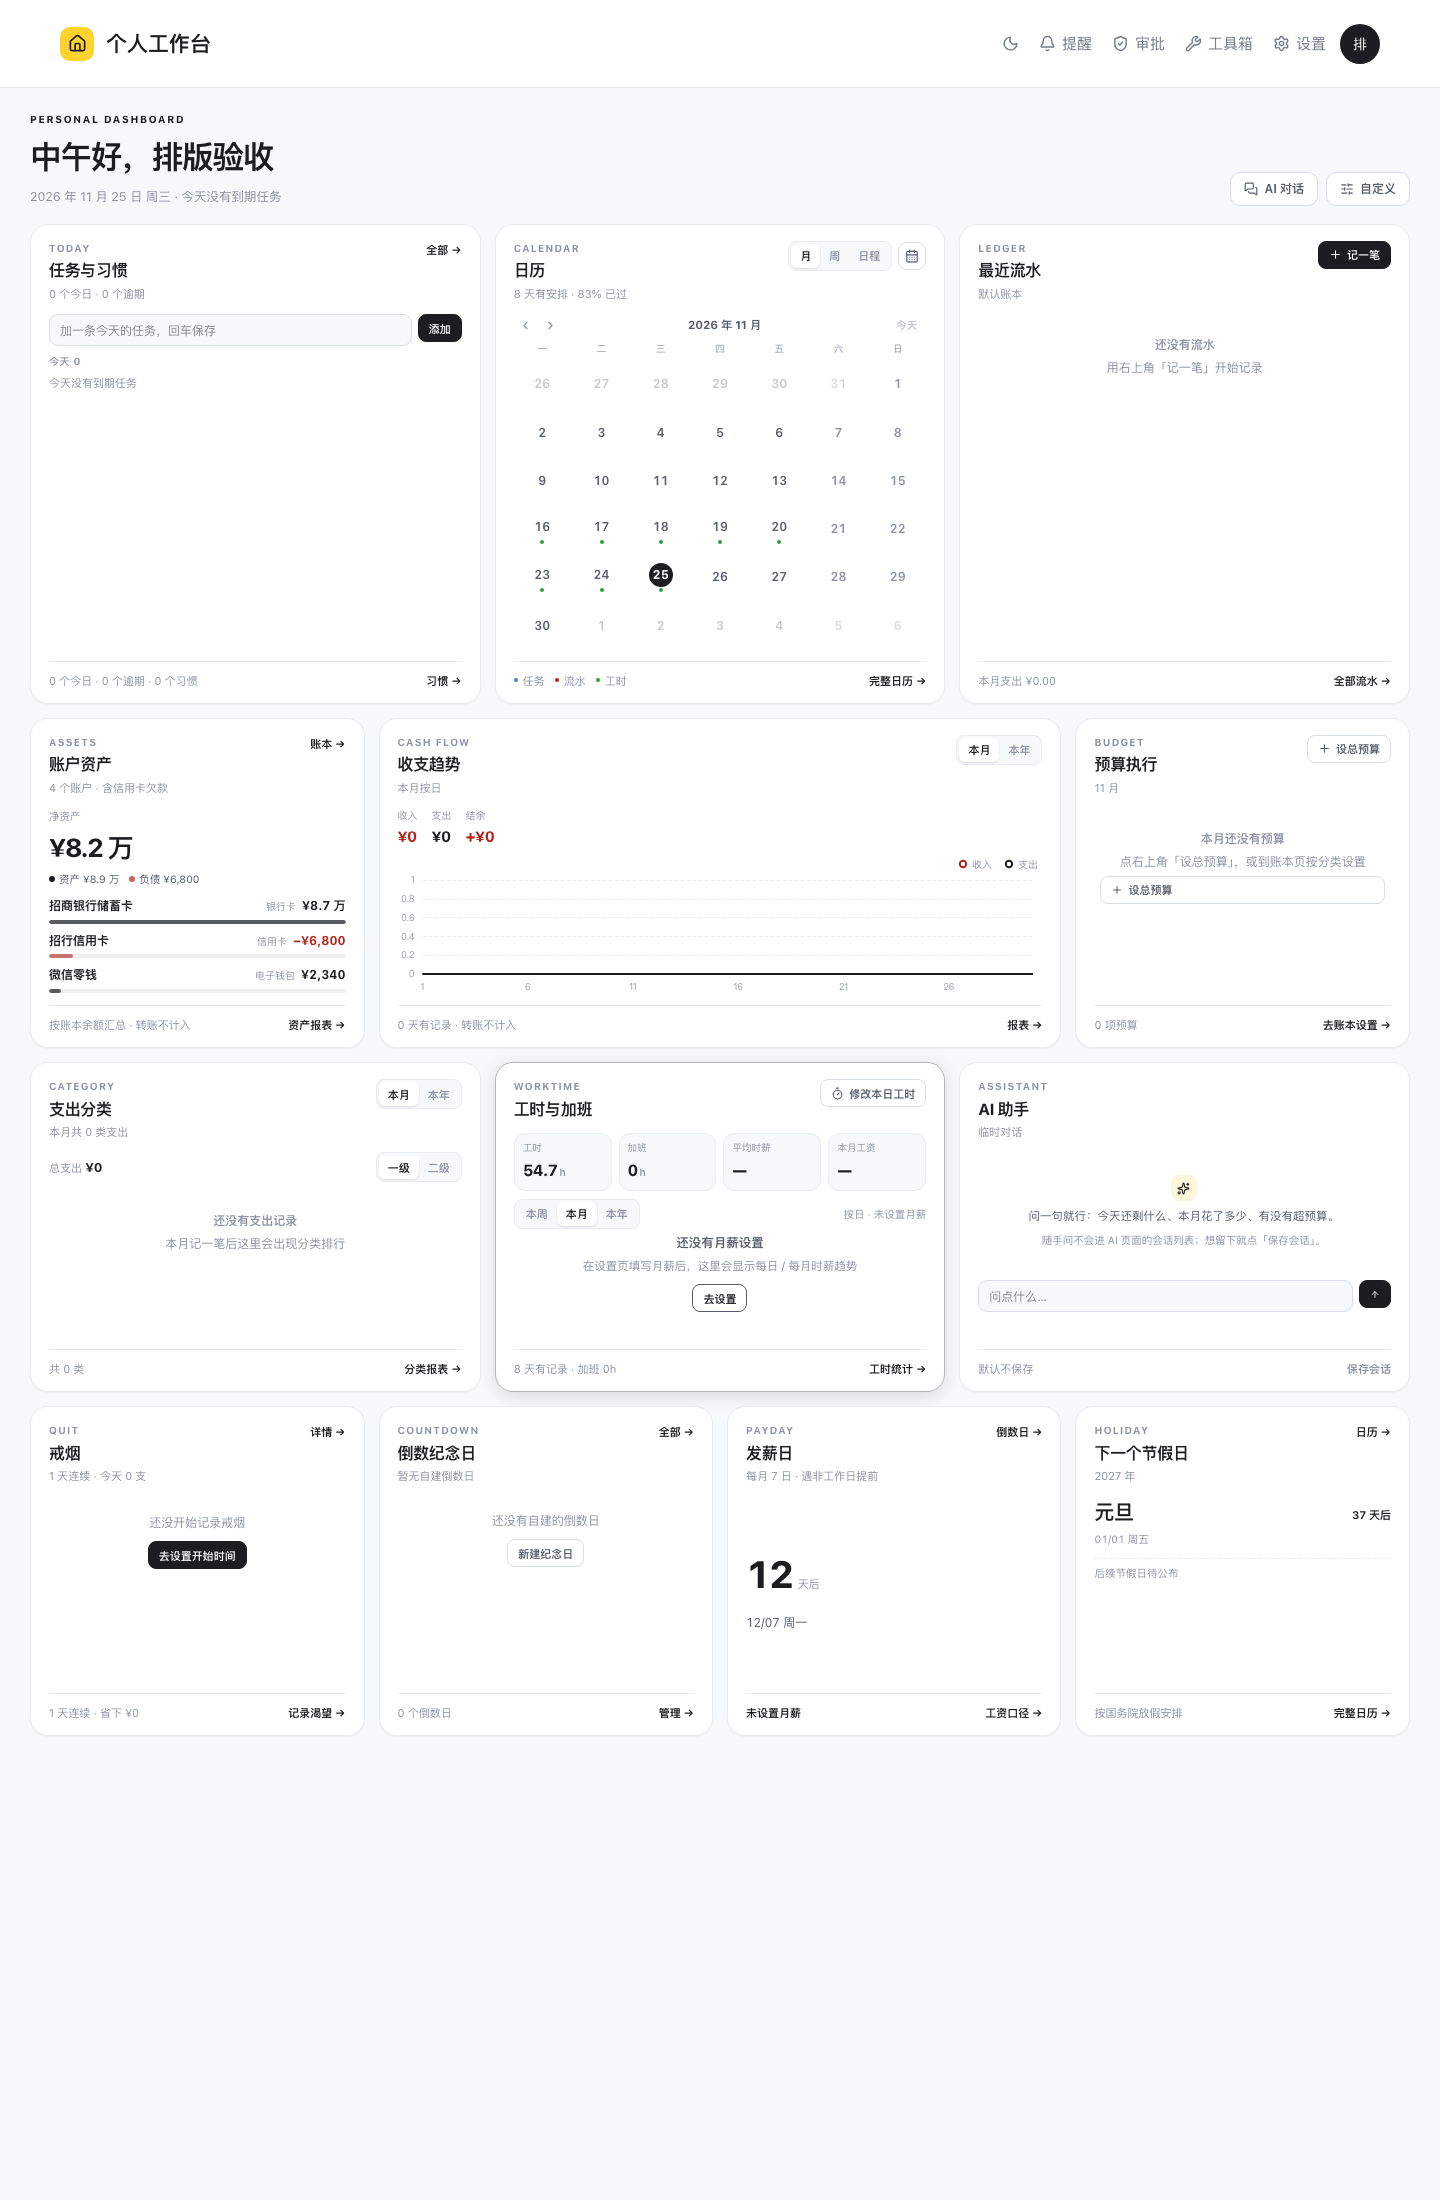 个人工作台
提醒 审批 工具箱 设置 排
PERSONAL DASHBOARD
中午好，排版验收
2026 年 11 月 25 日 周三 · 今天没有到期任务
AI 对话 自定义
TODAY
全部 →
任务与习惯
0 个今日 · 0 个逾期
加一条今天的任务，回车保存 添加
今天 0
今天没有到期任务
0 个今日 · 0 个逾期 · 0 个习惯 习惯 →
CALENDAR
月 周 日程
日历
8 天有安排 · 83% 已过
2026 年 11 月 今天
一 二 三 四 五 六 日
26 27 28 29 30 31 1
2 3 4 5 6 7 8
9 10 11 12 13 14 15
16 17 18 19 20 21 22
23 24 25 26 27 28 29
30 1 2 3 4 5 6
任务 流水 工时 完整日历 →
LEDGER
+ 记一笔
最近流水
默认账本
还没有流水
用右上角「记一笔」开始记录
本月支出 ¥0.00 全部流水 →
ASSETS
账本 →
账户资产
4 个账户 · 含信用卡欠款
净资产
¥8.2 万
资产 ¥8.9 万 负债 ¥6,800
招商银行储蓄卡 银行卡 ¥8.7 万
招行信用卡 信用卡 −¥6,800
微信零钱 电子钱包 ¥2,340
按账本余额汇总 · 转账不计入 资产报表 →
CASH FLOW
本月 本年
收支趋势
本月按日
收入 支出 结余
¥0 ¥0 +¥0
收入 支出
1
0.8
0.6
0.4
0.2
0
1 6 11 16 21 26
0 天有记录 · 转账不计入 报表 →
BUDGET
+ 设总预算
预算执行
11 月
本月还没有预算
点右上角「设总预算」，或到账本页按分类设置
+ 设总预算
0 项预算 去账本设置 →
CATEGORY
本月 本年
支出分类
本月共 0 类支出
总支出 ¥0 一级 二级
还没有支出记录
本月记一笔后这里会出现分类排行
共 0 类 分类报表 →
WORKTIME
修改本日工时
工时与加班
工时 加班 平均时薪 本月工资
54.7 h 0 h — —
本周 本月 本年 按日 · 未设置月薪
还没有月薪设置
在设置页填写月薪后，这里会显示每日 / 每月时薪趋势
去设置
8 天有记录 · 加班 0h 工时统计 →
ASSISTANT
AI 助手
临时对话
问一句就行：今天还剩什么、本月花了多少、有没有超预算。
随手问不会进 AI 页面的会话列表；想留下就点「保存会话」。
问点什么… ↑
默认不保存 保存会话
QUIT
详情 →
戒烟
1 天连续 · 今天 0 支
还没开始记录戒烟
去设置开始时间
1 天连续 · 省下 ¥0 记录渴望 →
COUNTDOWN
全部 →
倒数纪念日
暂无自建倒数日
还没有自建的倒数日
新建纪念日
0 个倒数日 管理 →
PAYDAY
倒数日 →
发薪日
每月 7 日 · 遇非工作日提前
12 天后
12/07 周一
未设置月薪 工资口径 →
HOLIDAY
日历 →
下一个节假日
2027 年
元旦 37 天后
01/01 周五
后续节假日待公布
按国务院放假安排 完整日历 →